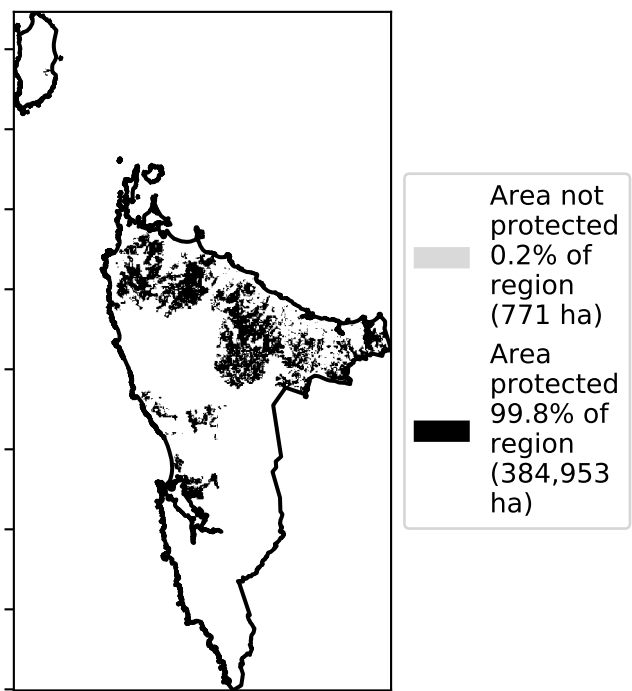 Area not
protected
0.2% of
region
(771 ha)
Area
protected
99.8% of
region
(384,953
ha)